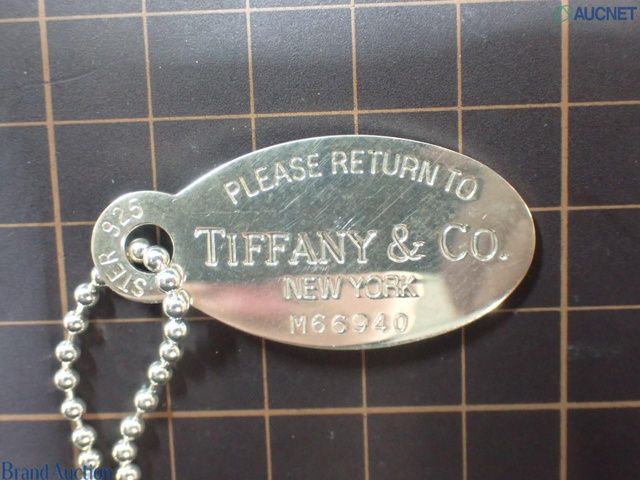 AUCNET
PLEASE RETURN TO
TIFFANY & CO.
NEW YORK
M66940
STER 925
Brand Auction